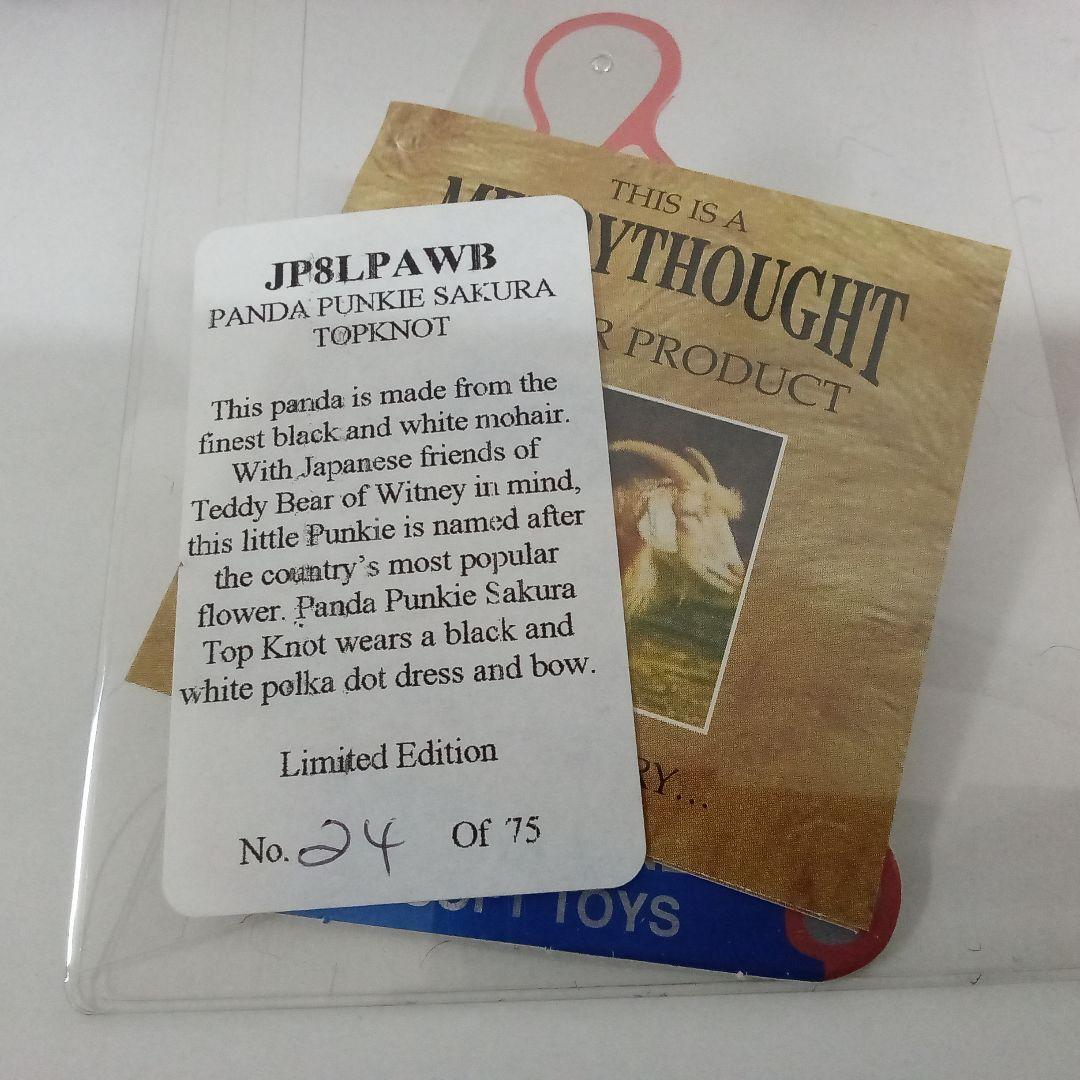 JP8LPAWB
PANDA PUNKIE SAKURA
TOPKNOT
This panda is made from the
finest black and white mohair.
With Japanese friends of
Teddy Bear of Witney in mind,
this little Punkie is named after
the country's most popular
flower. Panda Punkie Sakura
Top Knot wears a black and
white polka dot dress and bow.
Limited Edition
No. 24 Of 75
THIS IS A
MERRYTHOUGHT
PRODUCT
TOYS